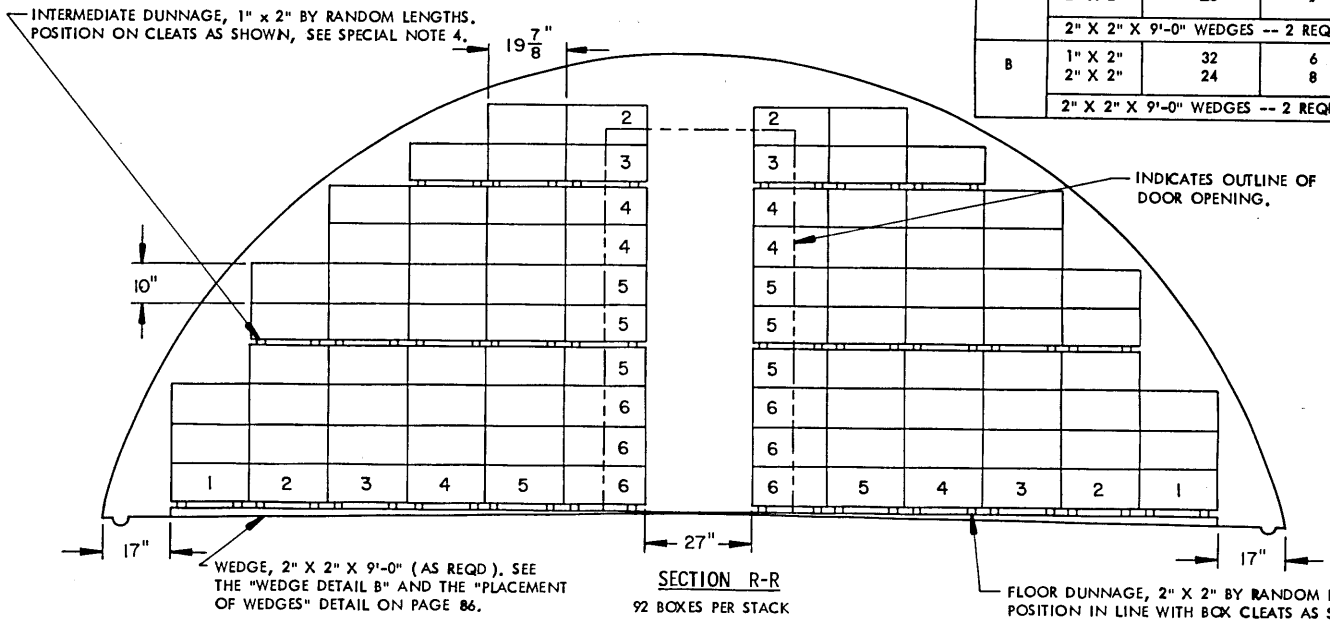 INTERMEDIATE DUNNAGE, 1" x 2" BY RANDOM LENGTHS.
POSITION ON CLEATS AS SHOWN, SEE SPECIAL NOTE 4.
19 7/8"
2" X 2" X 9'-0" WEDGES -- 2 REQ
B
1" X 2" 32 6
2" X 2" 24 8
2" X 2" X 9'-0" WEDGES -- 2 REQ
INDICATES OUTLINE OF
DOOR OPENING.
10"
2 2
3 3
4 4
4 4
5 5
5 5
5 5
6 6
6 6
1 2 3 4 5 6 6 5 4 3 2 1
17" 27" 17"
WEDGE, 2" X 2" X 9'-0" (AS REQD). SEE
THE "WEDGE DETAIL B" AND THE "PLACEMENT
OF WEDGES" DETAIL ON PAGE 86.
SECTION R-R
92 BOXES PER STACK
FLOOR DUNNAGE, 2" X 2" BY RANDOM
POSITION IN LINE WITH BOX CLEATS AS